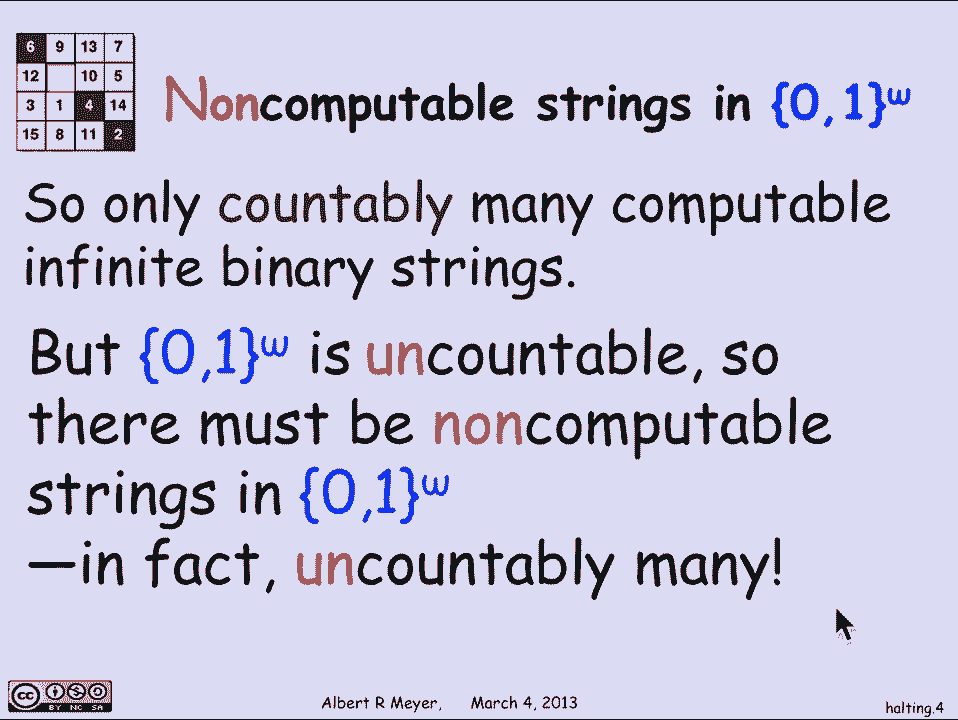 6 9 13 7
12 10 5
3 1 4 14
15 8 11 2
Noncomputable strings in {0,1}ω
So only countably many computable
infinite binary strings.
But {0,1}ω is uncountable, so
there must be noncomputable
strings in {0,1}ω
—in fact, uncountably many!
cc BY NC SA
Albert R Meyer, March 4, 2013
halting.4